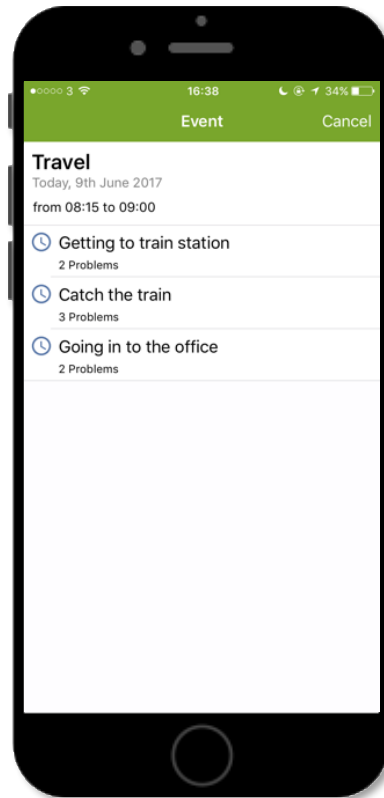 3 16:38 34%
Event Cancel
Travel
Today, 9th June 2017
from 08:15 to 09:00
Getting to train station
2 Problems
Catch the train
3 Problems
Going in to the office
2 Problems